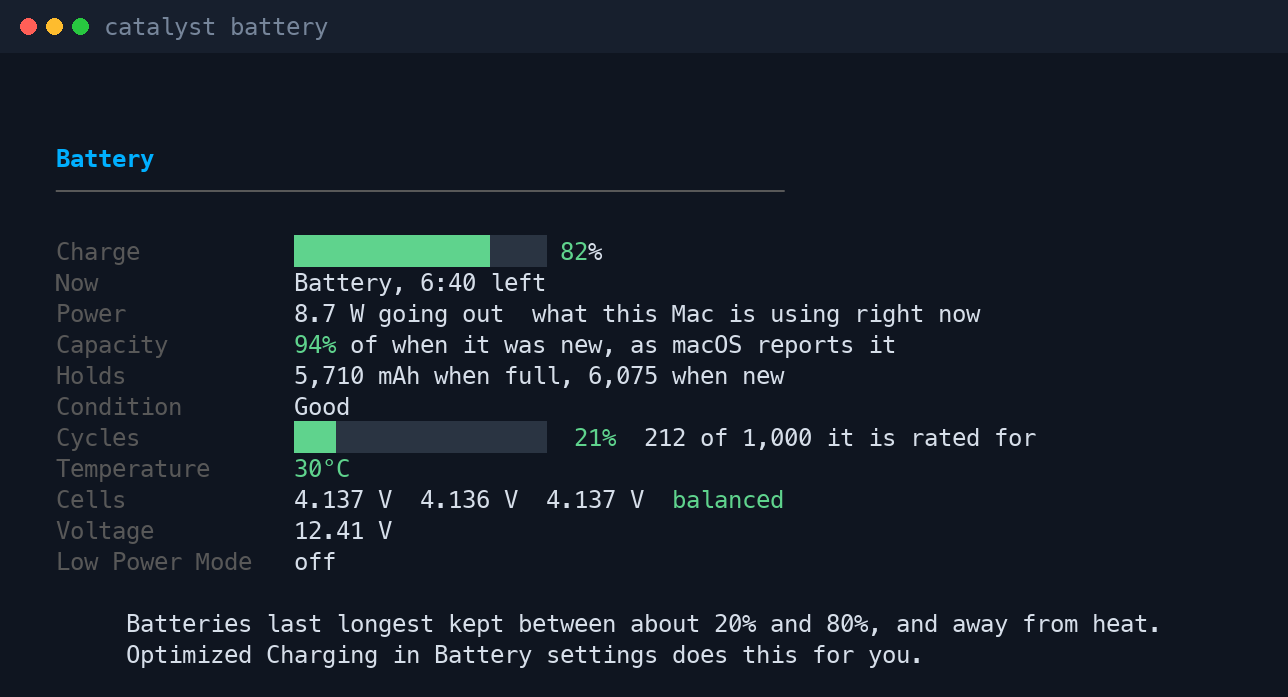 catalyst battery
Battery
Charge 82%
Now Battery, 6:40 left
Power 8.7 W going out  what this Mac is using right now
Capacity 94% of when it was new, as macOS reports it
Holds 5,710 mAh when full, 6,075 when new
Condition Good
Cycles 21%  212 of 1,000 it is rated for
Temperature 30°C
Cells 4.137 V  4.136 V  4.137 V  balanced
Voltage 12.41 V
Low Power Mode off
Batteries last longest kept between about 20% and 80%, and away from heat.
Optimized Charging in Battery settings does this for you.